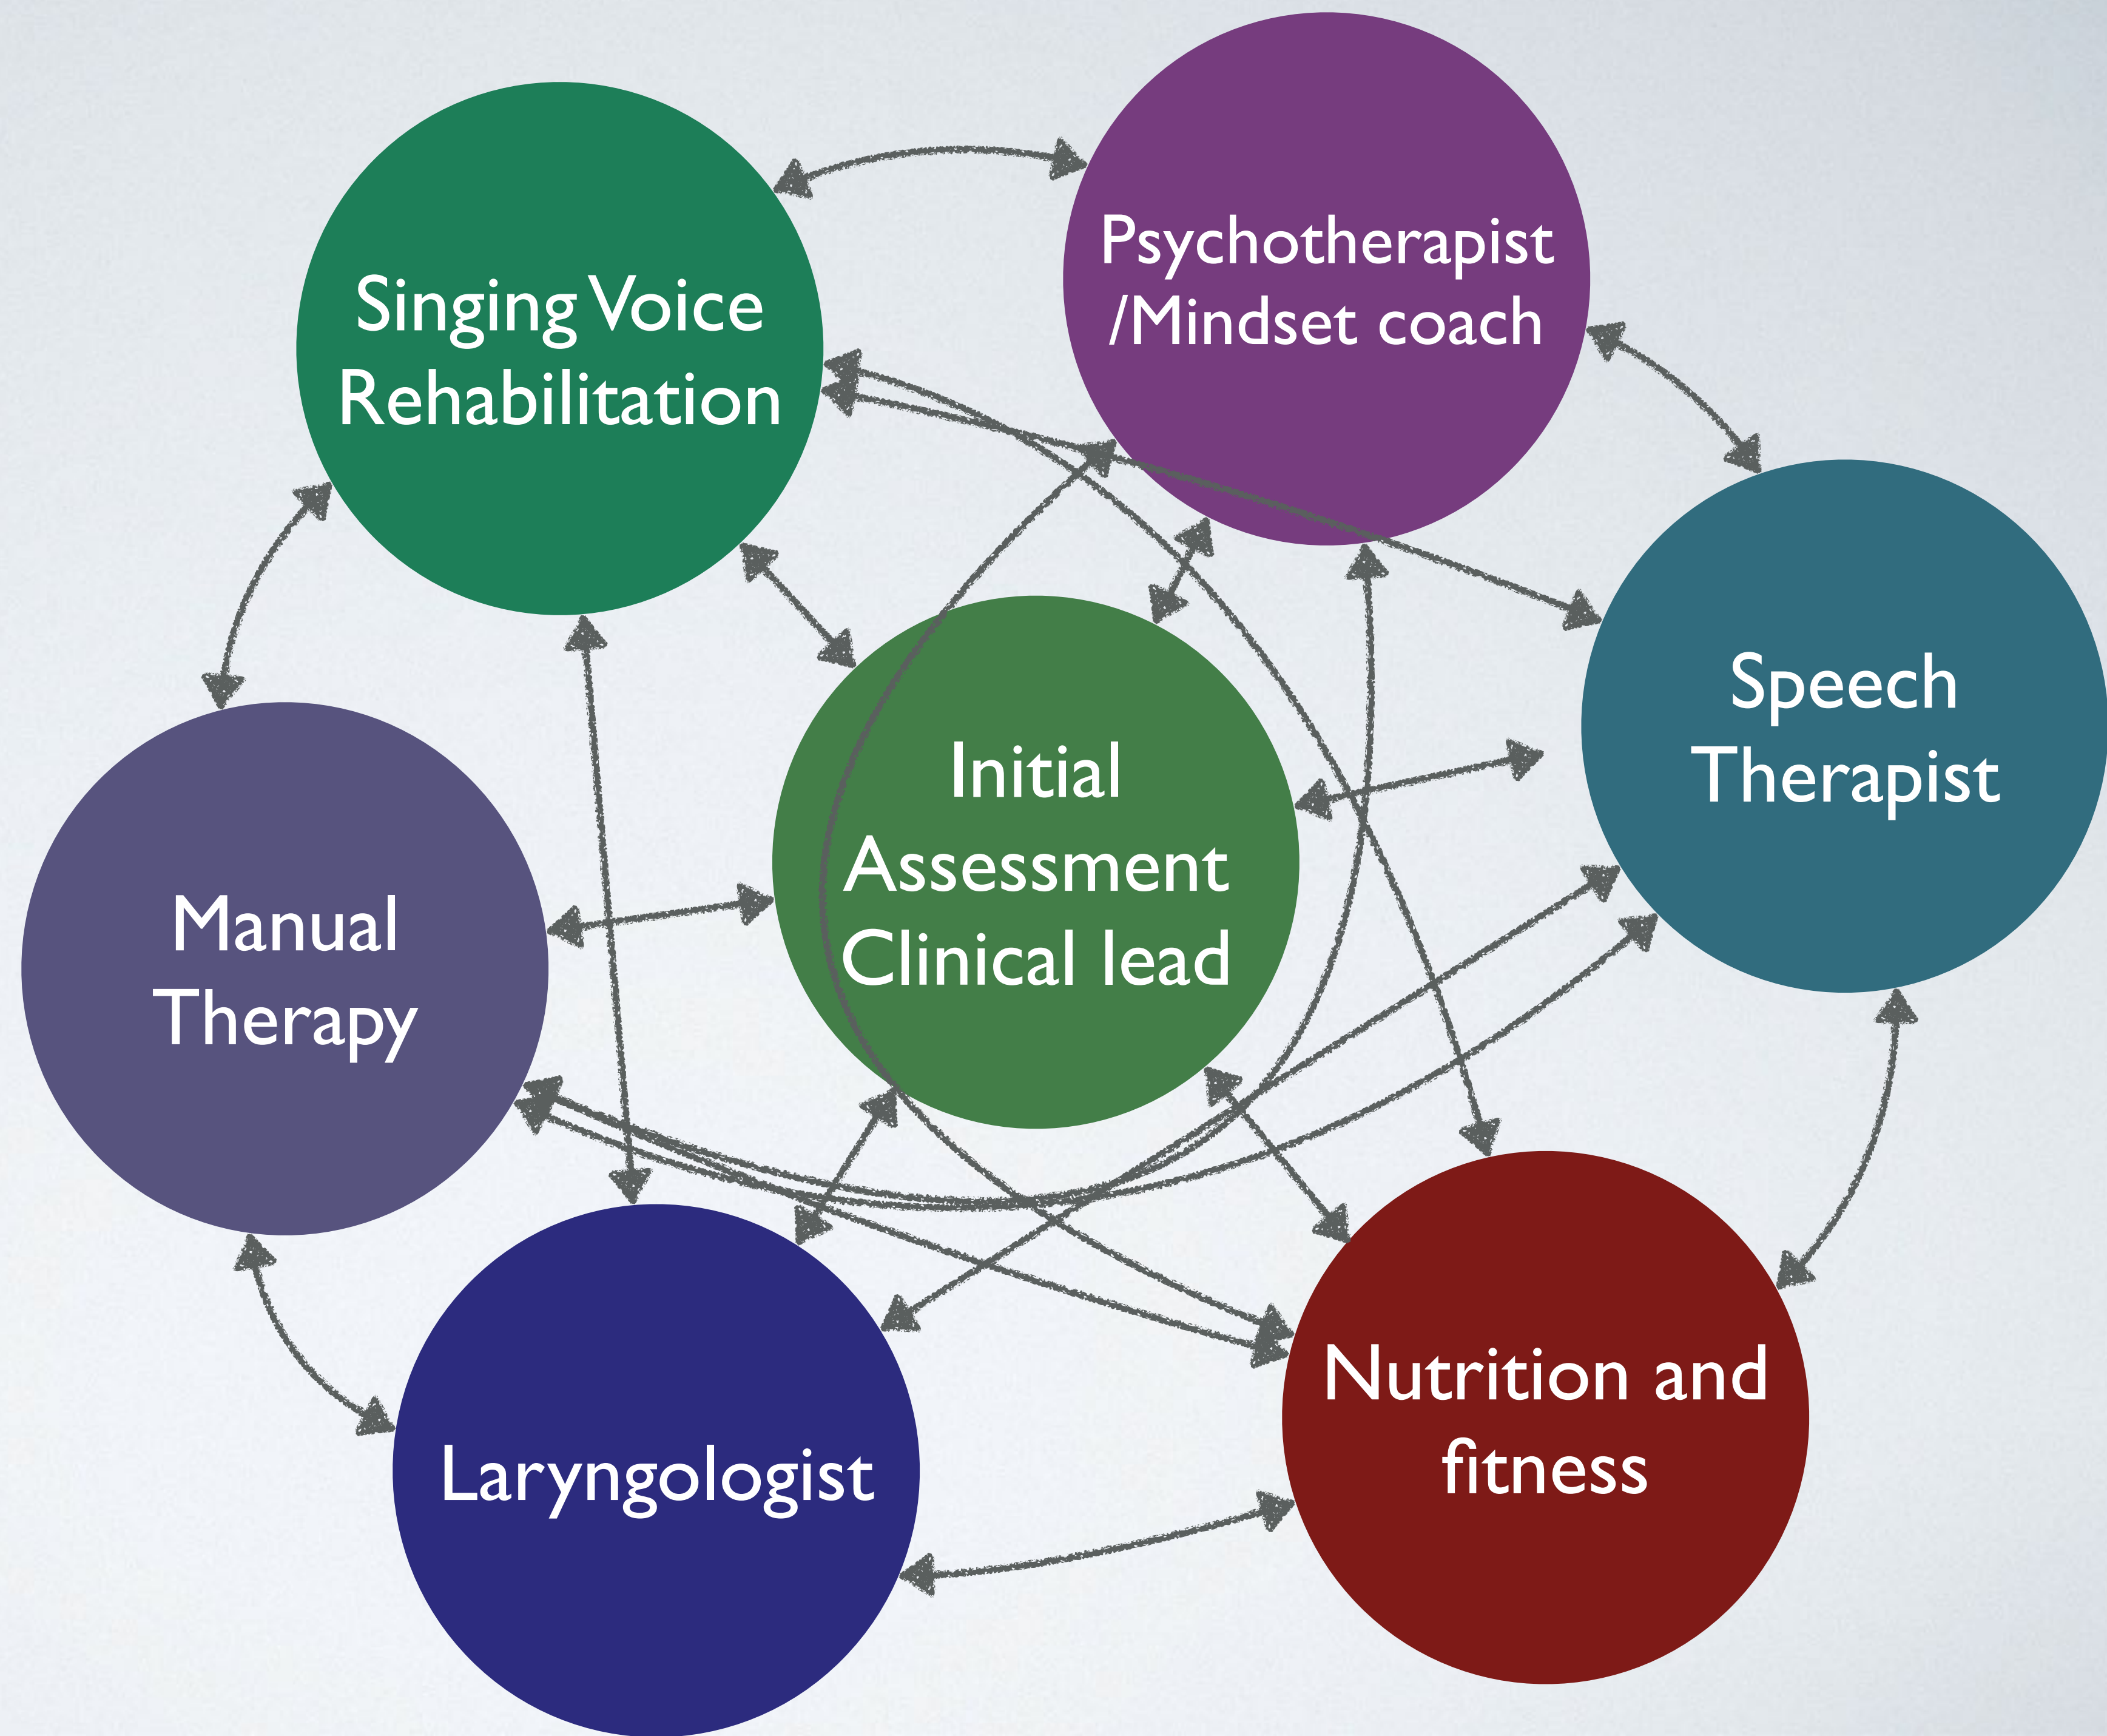 Singing Voice
Rehabilitation
Psychotherapist
/Mindset coach
Speech
Therapist
Initial
Assessment
Clinical lead
Manual
Therapy
Laryngologist
Nutrition and
fitness